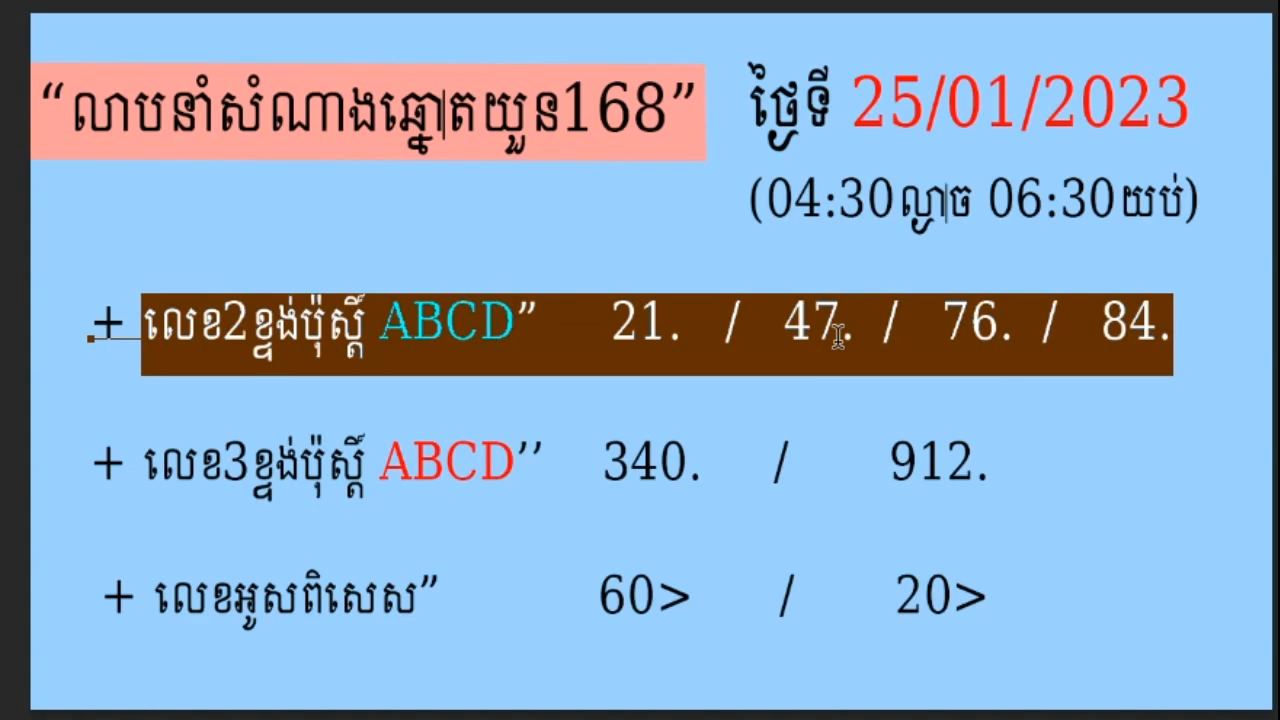 “លាបនាំសំណាងឆ្នោតយួន168”
ថ្ងៃទី 25/01/2023
(04:30ល្ងាច 06:30យប់)
+ លេខ2ខ្ទង់ប៉ុស្តិ៍ ABCD” 21. / 47. / 76. / 84.
+ លេខ3ខ្ទង់ប៉ុស្តិ៍ ABCD’’ 340. / 912.
+ លេខអូសពិសេស” 60> / 20>